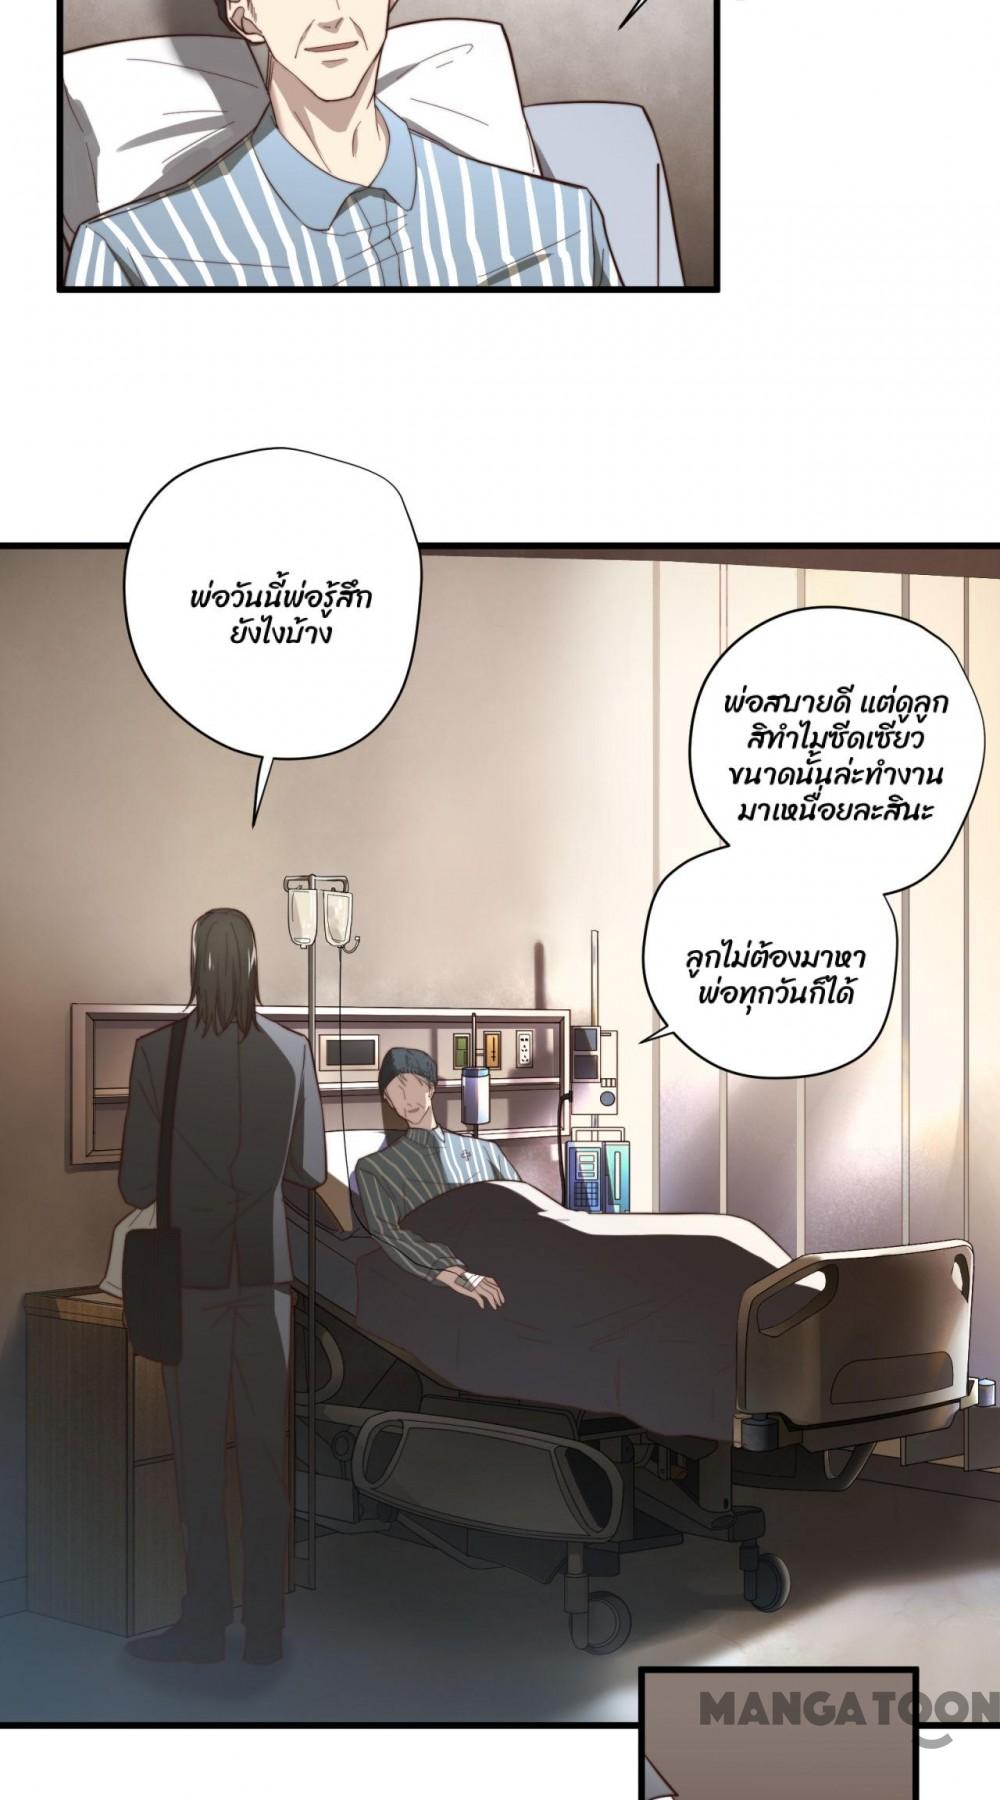 พ่อวันนี้พ่อรู้สึก
ยังไงบ้าง
พ่อสบายดี แต่ดูลูก
สิทำไมซีดเซียว
ขนาดนั้นล่ะทำงาน
มาเหนื่อยละสินะ
ลูกไม่ต้องมาหา
พ่อทุกวันก็ได้
MANGATOON